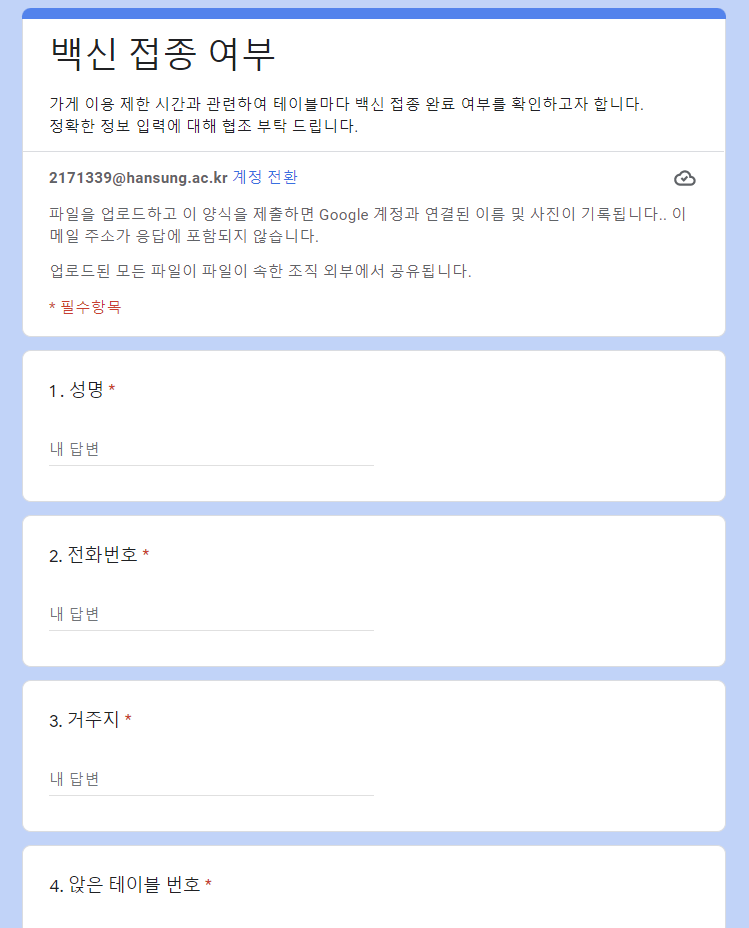 백신 접종 여부
가게 이용 제한 시간과 관련하여 테이블마다 백신 접종 완료 여부를 확인하고자 합니다.
정확한 정보 입력에 대해 협조 부탁 드립니다.
2171339@hansung.ac.kr 계정 전환
파일을 업로드하고 이 양식을 제출하면 Google 계정과 연결된 이름 및 사진이 기록됩니다.. 이
메일 주소가 응답에 포함되지 않습니다.
업로드된 모든 파일이 파일이 속한 조직 외부에서 공유됩니다.
* 필수항목
1. 성명 *
내 답변
2. 전화번호 *
내 답변
3. 거주지 *
내 답변
4. 앉은 테이블 번호 *